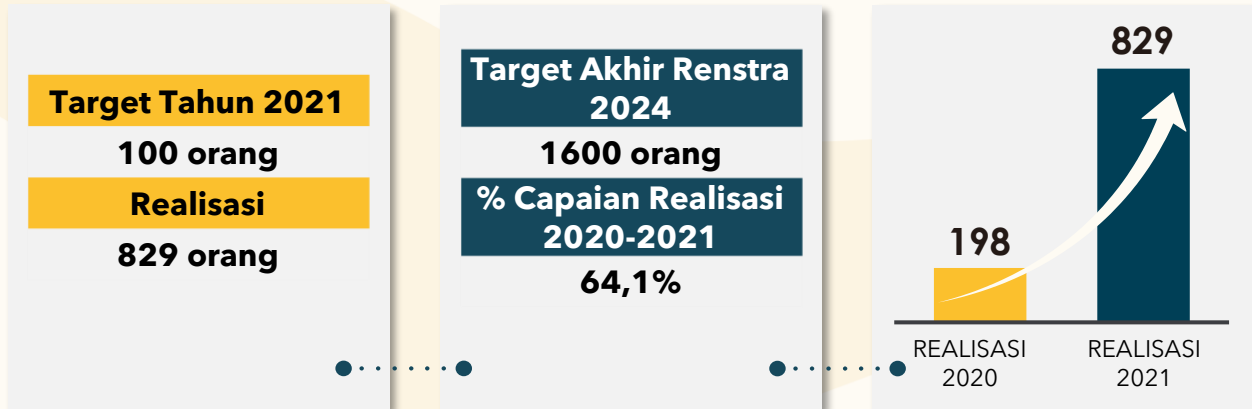 Target Tahun 2021
100 orang
Realisasi
829 orang
Target Akhir Renstra
2024
1600 orang
% Capaian Realisasi
2020-2021
64,1%
829
198
REALISASI
2020
REALISASI
2021